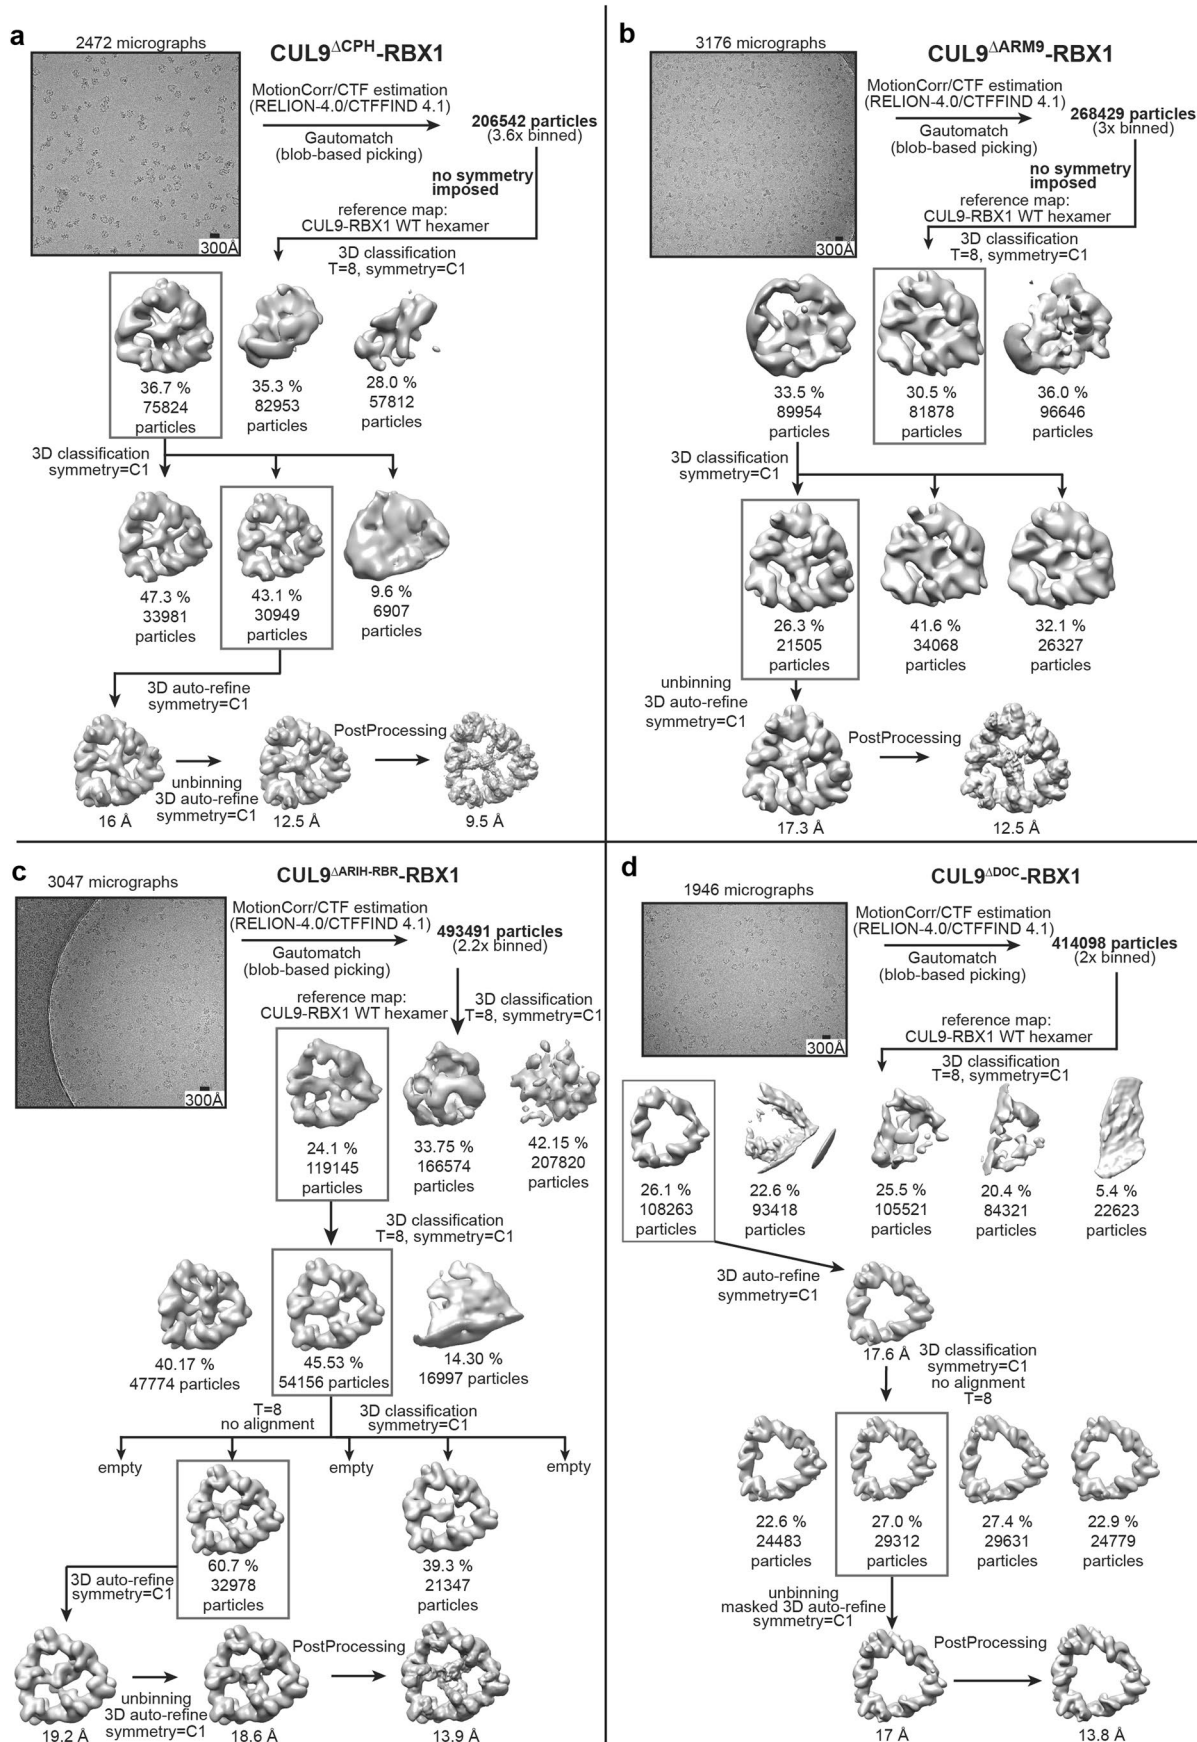 a
2472 micrographs
CUL9ΔCPH-RBX1
MotionCorr/CTF estimation
(RELION-4.0/CTFFIND 4.1)
Gautomatch
(blob-based picking)
206542 particles
(3.6x binned)
no symmetry
imposed
reference map:
CUL9-RBX1 WT hexamer
3D classification
T=8, symmetry=C1
300Å
36.7 %
75824
particles
35.3 %
82953
particles
28.0 %
57812
particles
3D classification
symmetry=C1
47.3 %
33981
particles
43.1 %
30949
particles
9.6 %
6907
particles
3D auto-refine
symmetry=C1
16 Å
unbinning
3D auto-refine
symmetry=C1
12.5 Å
PostProcessing
9.5 Å
b
3176 micrographs
CUL9ΔARM9-RBX1
MotionCorr/CTF estimation
(RELION-4.0/CTFFIND 4.1)
Gautomatch
(blob-based picking)
268429 particles
(3x binned)
no symmetry
imposed
reference map:
CUL9-RBX1 WT hexamer
3D classification
T=8, symmetry=C1
300Å
33.5 %
89954
particles
30.5 %
81878
particles
36.0 %
96646
particles
3D classification
symmetry=C1
26.3 %
21505
particles
41.6 %
34068
particles
32.1 %
26327
particles
unbinning
3D auto-refine
symmetry=C1
17.3 Å
PostProcessing
12.5 Å
c
3047 micrographs
CUL9ΔARIH-RBR-RBX1
MotionCorr/CTF estimation
(RELION-4.0/CTFFIND 4.1)
Gautomatch
(blob-based picking)
493491 particles
(2.2x binned)
reference map:
CUL9-RBX1 WT hexamer
3D classification
T=8, symmetry=C1
300Å
24.1 %
119145
particles
33.75 %
166574
particles
42.15 %
207820
particles
3D classification
T=8, symmetry=C1
40.17 %
47774 particles
45.53 %
54156 particles
14.30 %
16997 particles
T=8
no alignment
3D classification
symmetry=C1
empty
empty
empty
60.7 %
32978
particles
39.3 %
21347
particles
3D auto-refine
symmetry=C1
19.2 Å
unbinning
3D auto-refine
symmetry=C1
18.6 Å
PostProcessing
13.9 Å
d
1946 micrographs
CUL9ΔDOC-RBX1
MotionCorr/CTF estimation
(RELION-4.0/CTFFIND 4.1)
Gautomatch
(blob-based picking)
414098 particles
(2x binned)
reference map:
CUL9-RBX1 WT hexamer
3D classification
T=8, symmetry=C1
300Å
26.1 %
108263
particles
22.6 %
93418
particles
25.5 %
105521
particles
20.4 %
84321
particles
5.4 %
22623
particles
3D auto-refine
symmetry=C1
17.6 Å
3D classification
symmetry=C1
no alignment
T=8
22.6 %
24483
particles
27.0 %
29312
particles
27.4 %
29631
particles
22.9 %
24779
particles
unbinning
masked 3D auto-refine
symmetry=C1
17 Å
PostProcessing
13.8 Å